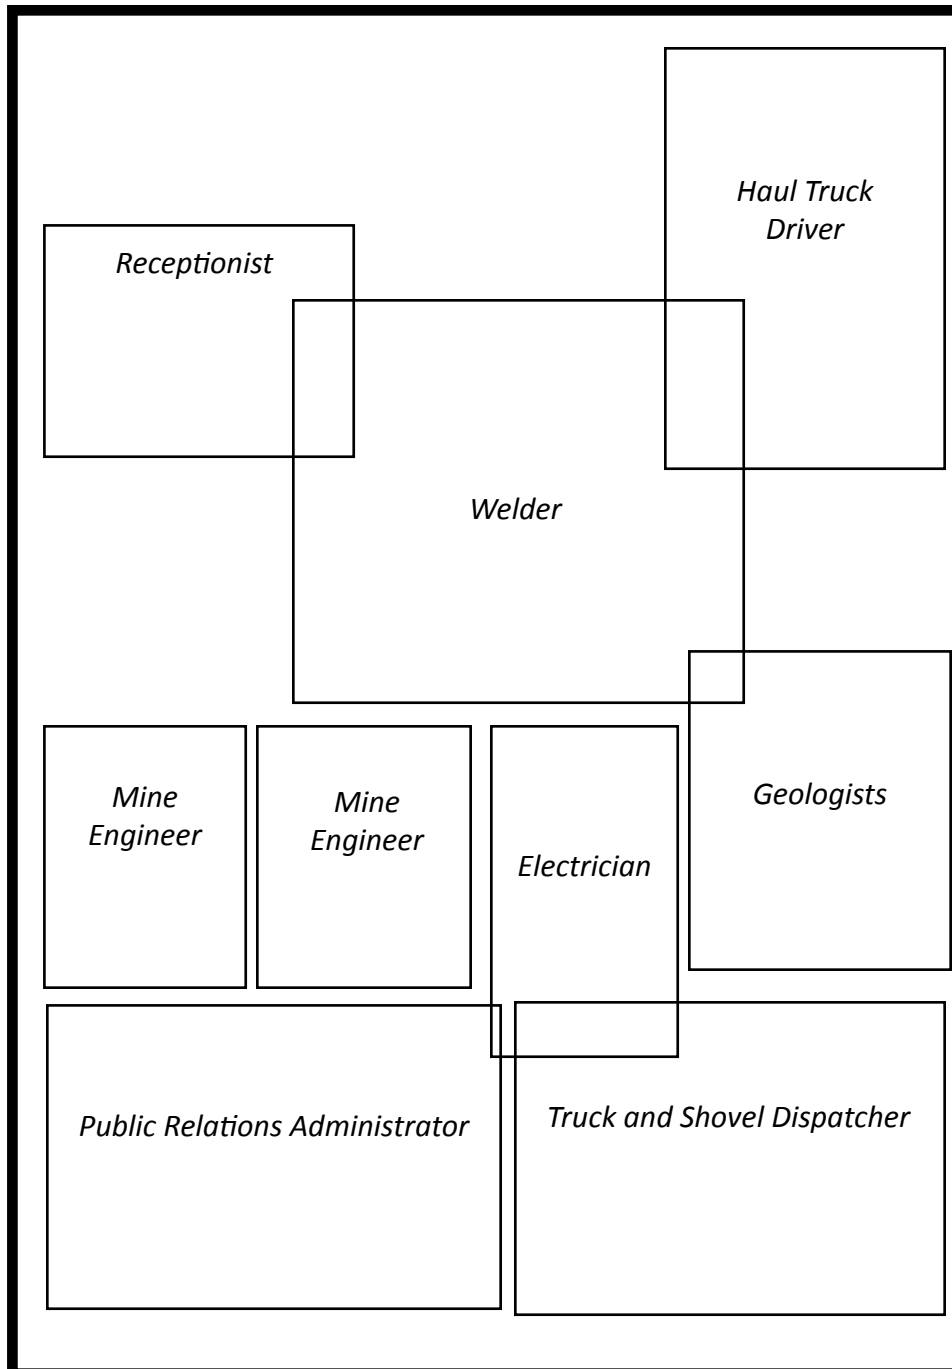 Haul Truck
Driver
Receptionist
Welder
Mine
Engineer
Mine
Engineer
Electrician
Geologists
Public Relations Administrator
Truck and Shovel Dispatcher